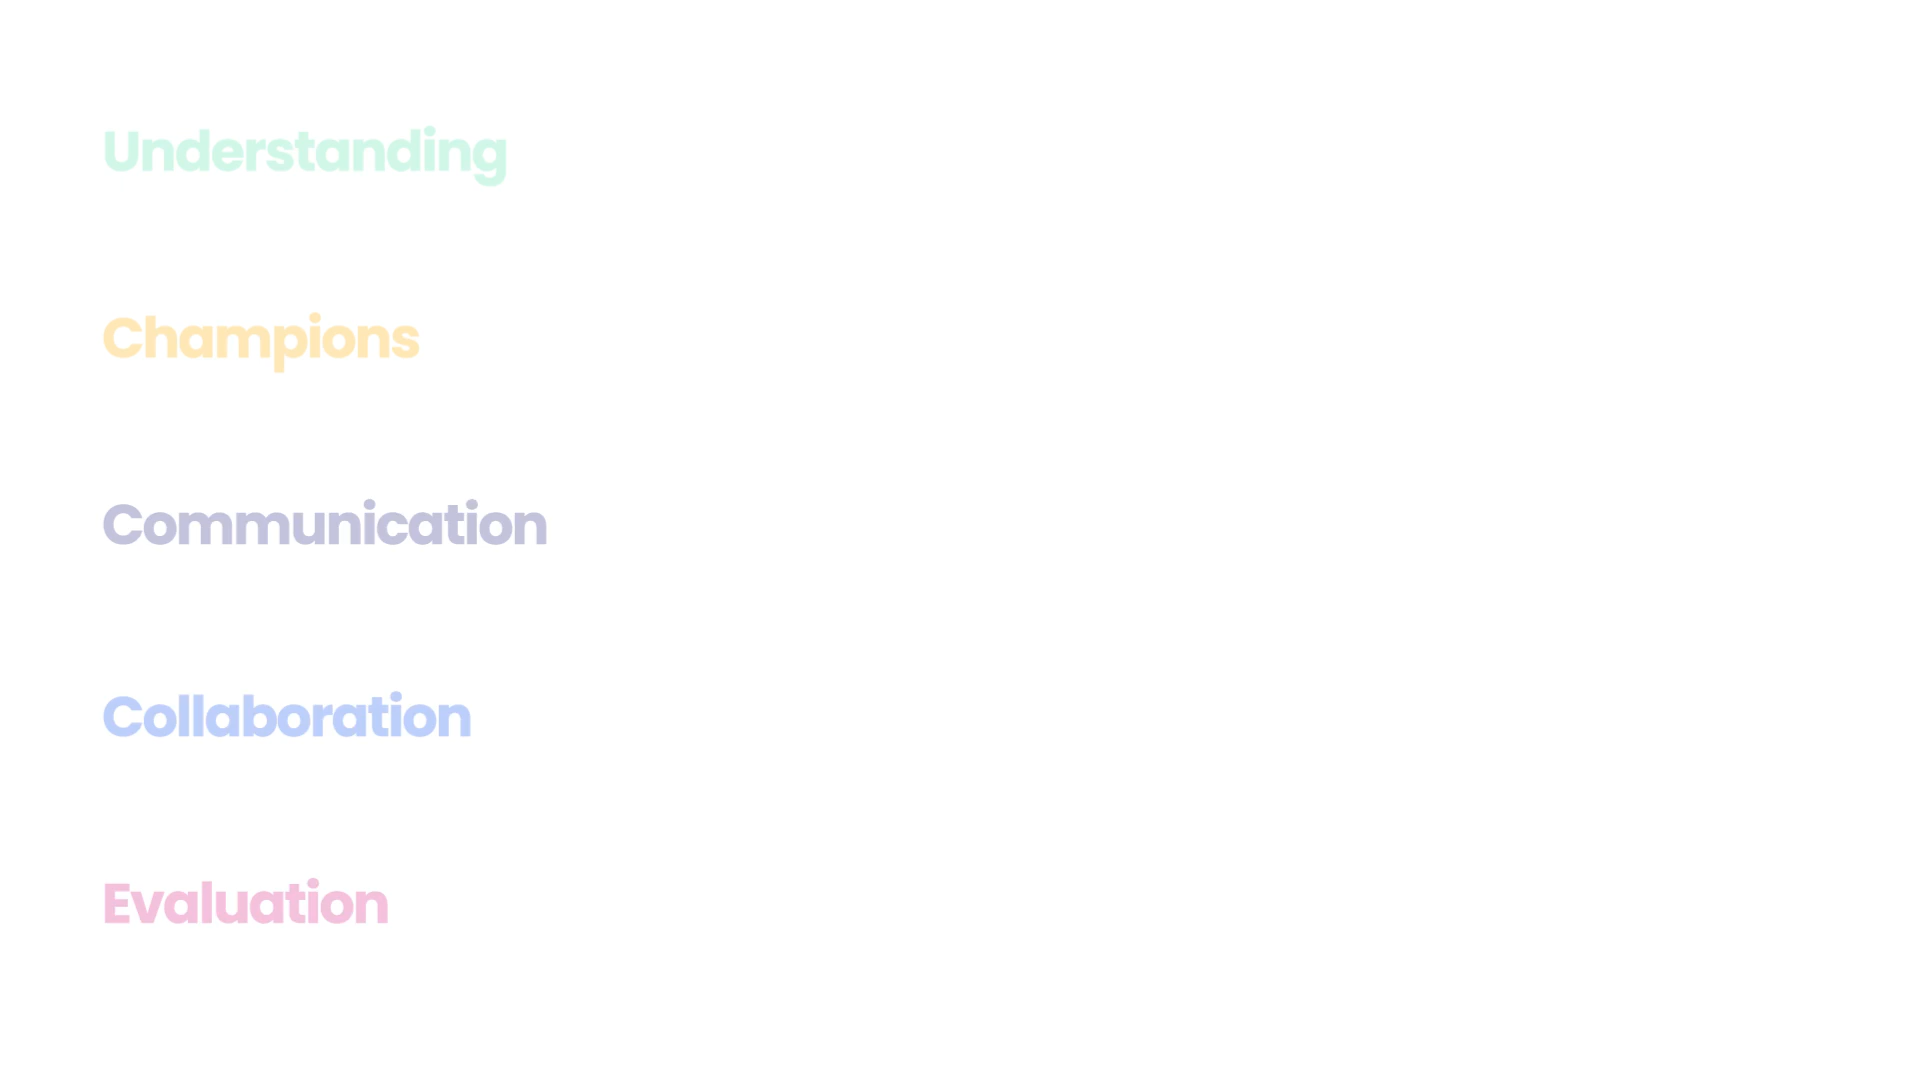 Understanding
Champions
Communication
Collaboration
Evaluation